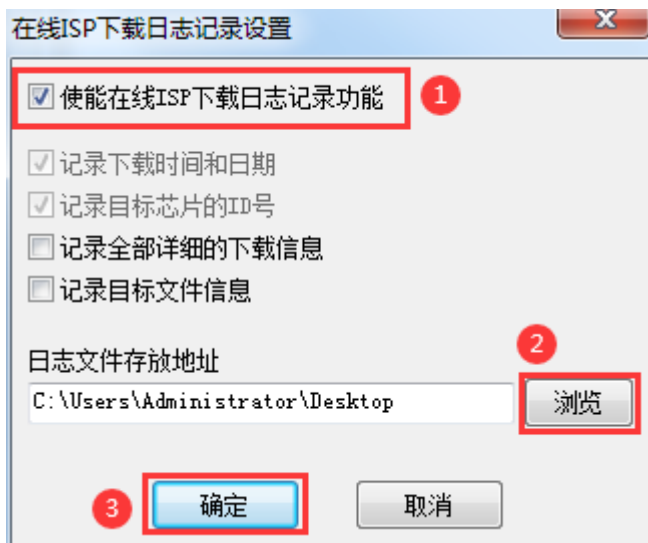 在线ISP下载日志记录设置
使能在线ISP下载日志记录功能
1
记录下载时间和日期
记录目标芯片的ID号
记录全部详细的下载信息
记录目标文件信息
2
日志文件存放地址
C:\Users\Administrator\Desktop 浏览
3 确定 取消